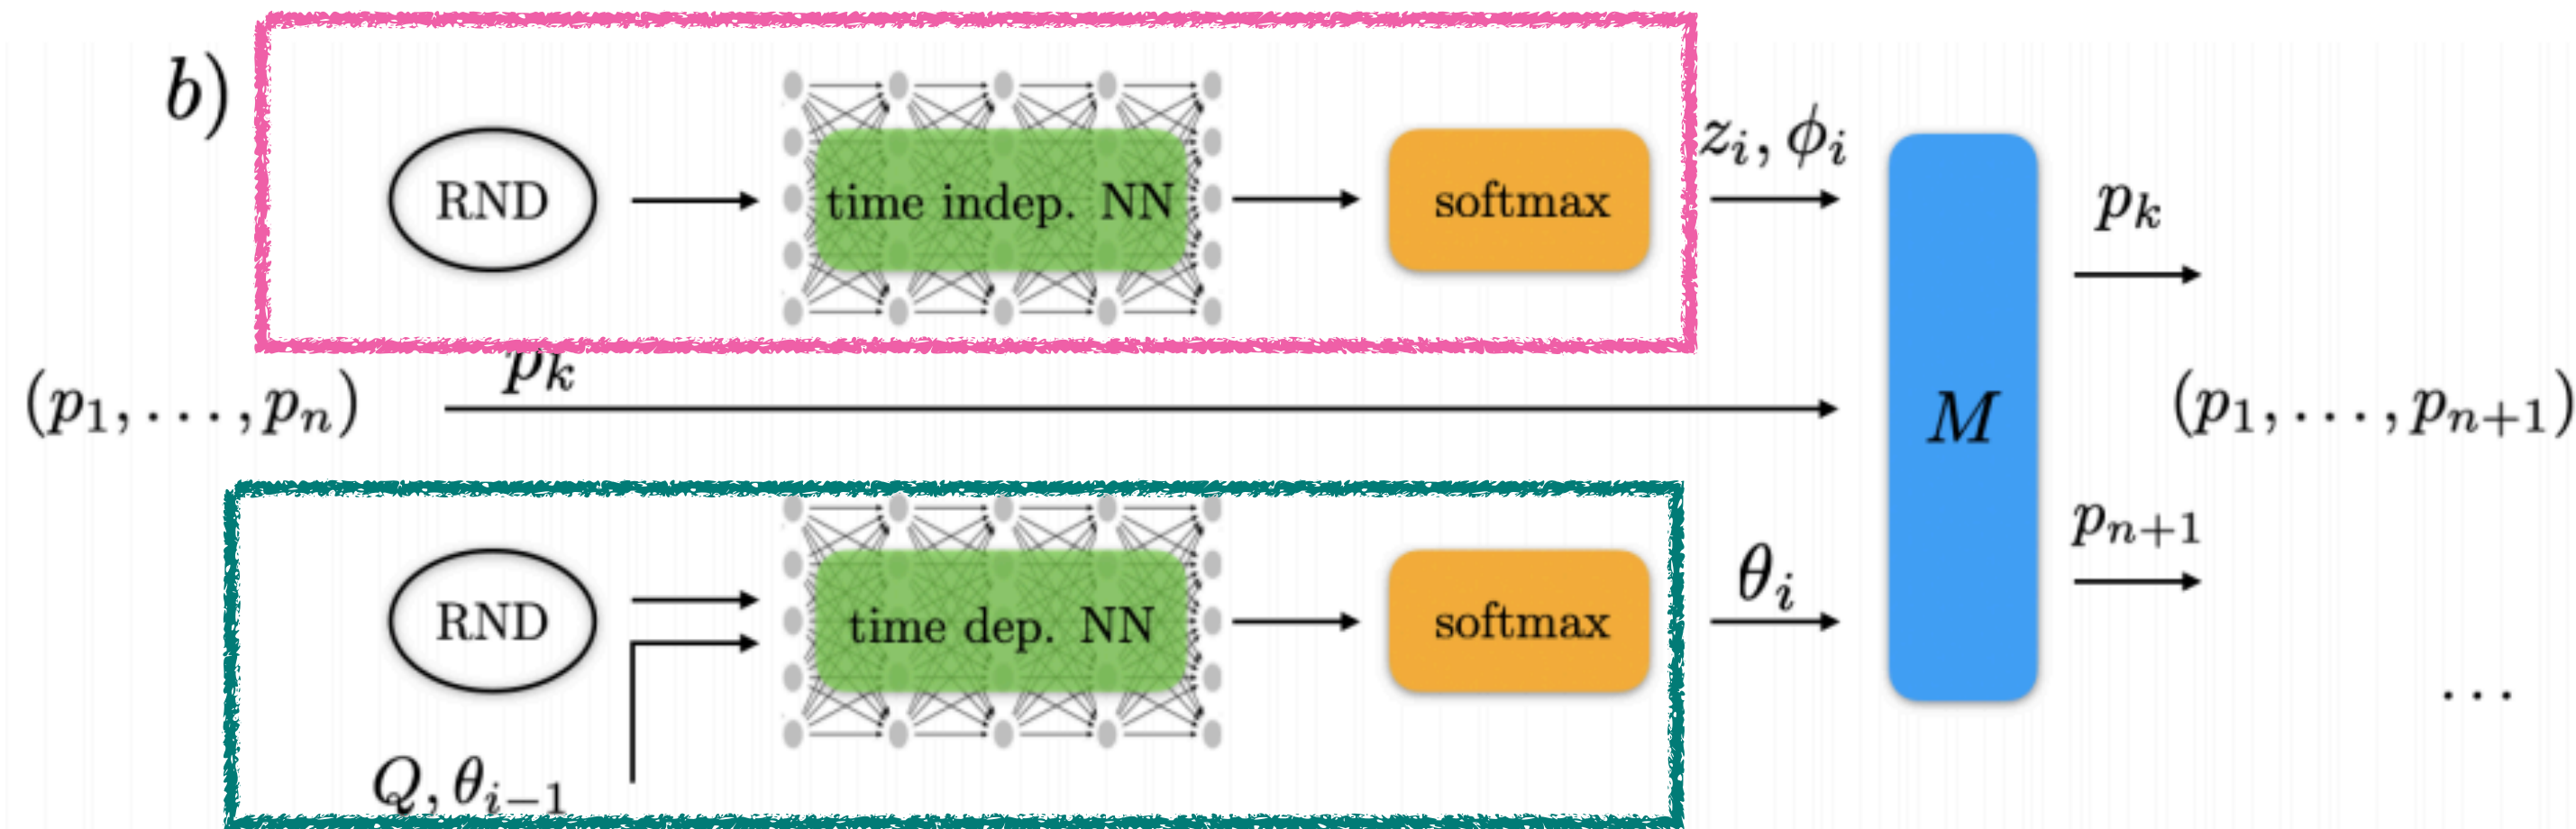 b)
RND
time indep. NN
softmax
z_i, ϕ_i
p_k
(p_1, . . . , p_n)
p_k
M
(p_1, . . . , p_{n+1})
RND
time dep. NN
softmax
θ_i
p_{n+1}
Q, θ_{i−1}
. . .